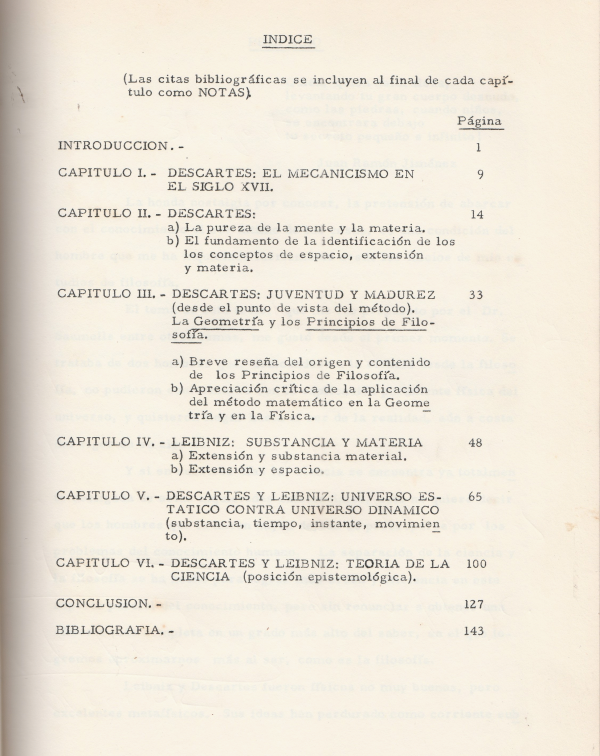 INDICE
(Las citas bibliográficas se incluyen al final de cada capí-
tulo como NOTAS).
Página
INTRODUCCION. - 1
CAPITULO I. - DESCARTES: EL MECANICISMO EN 9
EL SIGLO XVII.
CAPITULO II. - DESCARTES: 14
a) La pureza de la mente y la materia.
b) El fundamento de la identificación de los
los conceptos de espacio, extensión
y materia.
CAPITULO III. - DESCARTES: JUVENTUD Y MADUREZ 33
(desde el punto de vista del método).
La Geometría y los Principios de Filo-
sofía.
a) Breve reseña del origen y contenido
de los Principios de Filosofía.
b) Apreciación crítica de la aplicación
del método matemático en la Geome
tría y en la Física.
CAPITULO IV. - LEIBNIZ: SUBSTANCIA Y MATERIA 48
a) Extensión y substancia material.
b) Extensión y espacio.
CAPITULO V. - DESCARTES Y LEIBNIZ: UNIVERSO ES- 65
TATICO CONTRA UNIVERSO DINAMICO
(substancia, tiempo, instante, movimien
to).
CAPITULO VI. - DESCARTES Y LEIBNIZ: TEORIA DE LA 100
CIENCIA (posición epistemológica).
CONCLUSION. - 127
BIBLIOGRAFIA. - 143